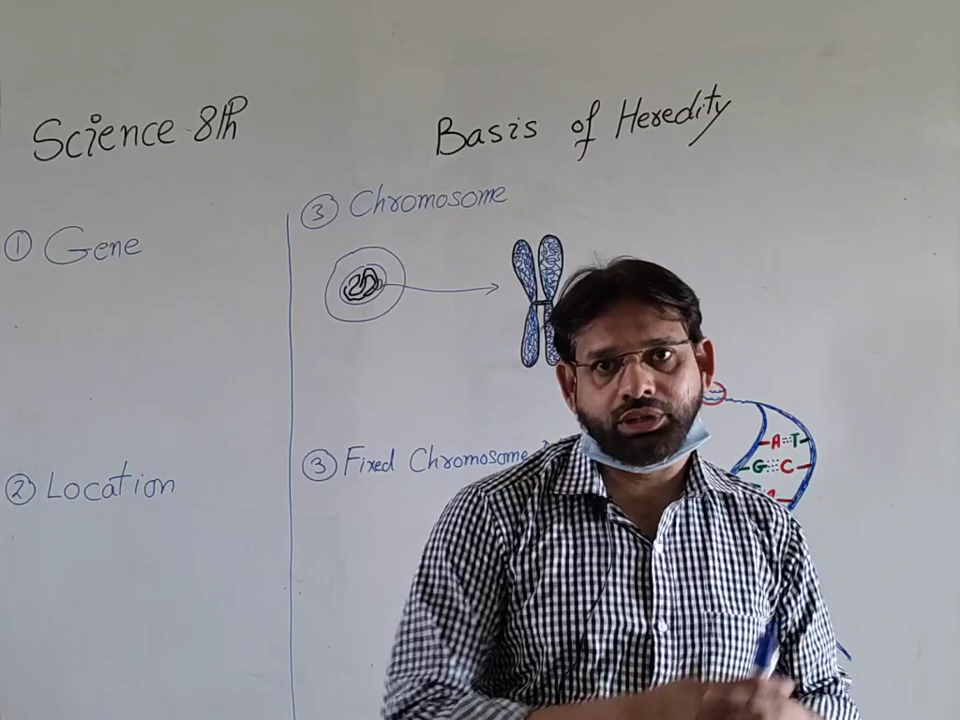 Science 8th
Basis of Heredity
① Gene
② Location
③ Chromosome
③ Fixed Chromosome
A T
G C
A